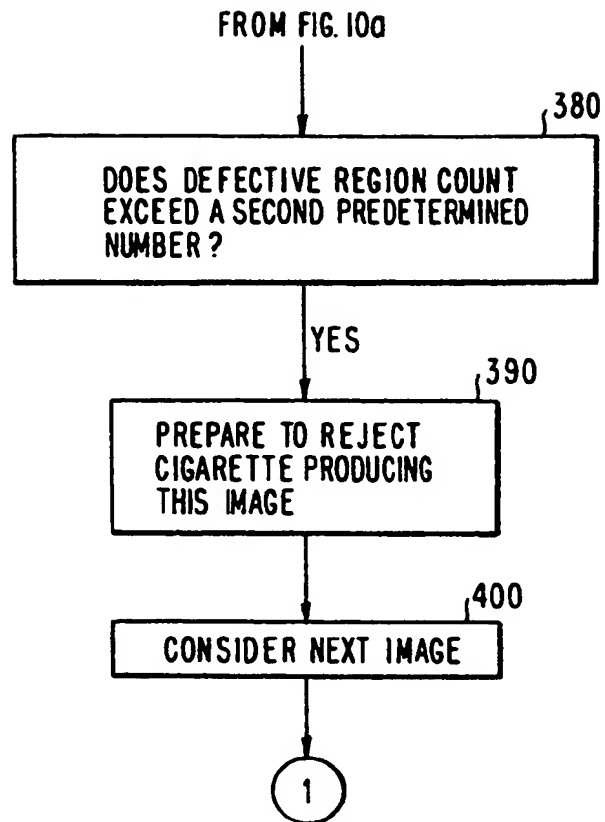 FROM FIG. 10a
380
DOES DEFECTIVE REGION COUNT
EXCEED A SECOND PREDETERMINED
NUMBER?
YES
390
PREPARE TO REJECT
CIGARETTE PRODUCING
THIS IMAGE
400
CONSIDER NEXT IMAGE
1